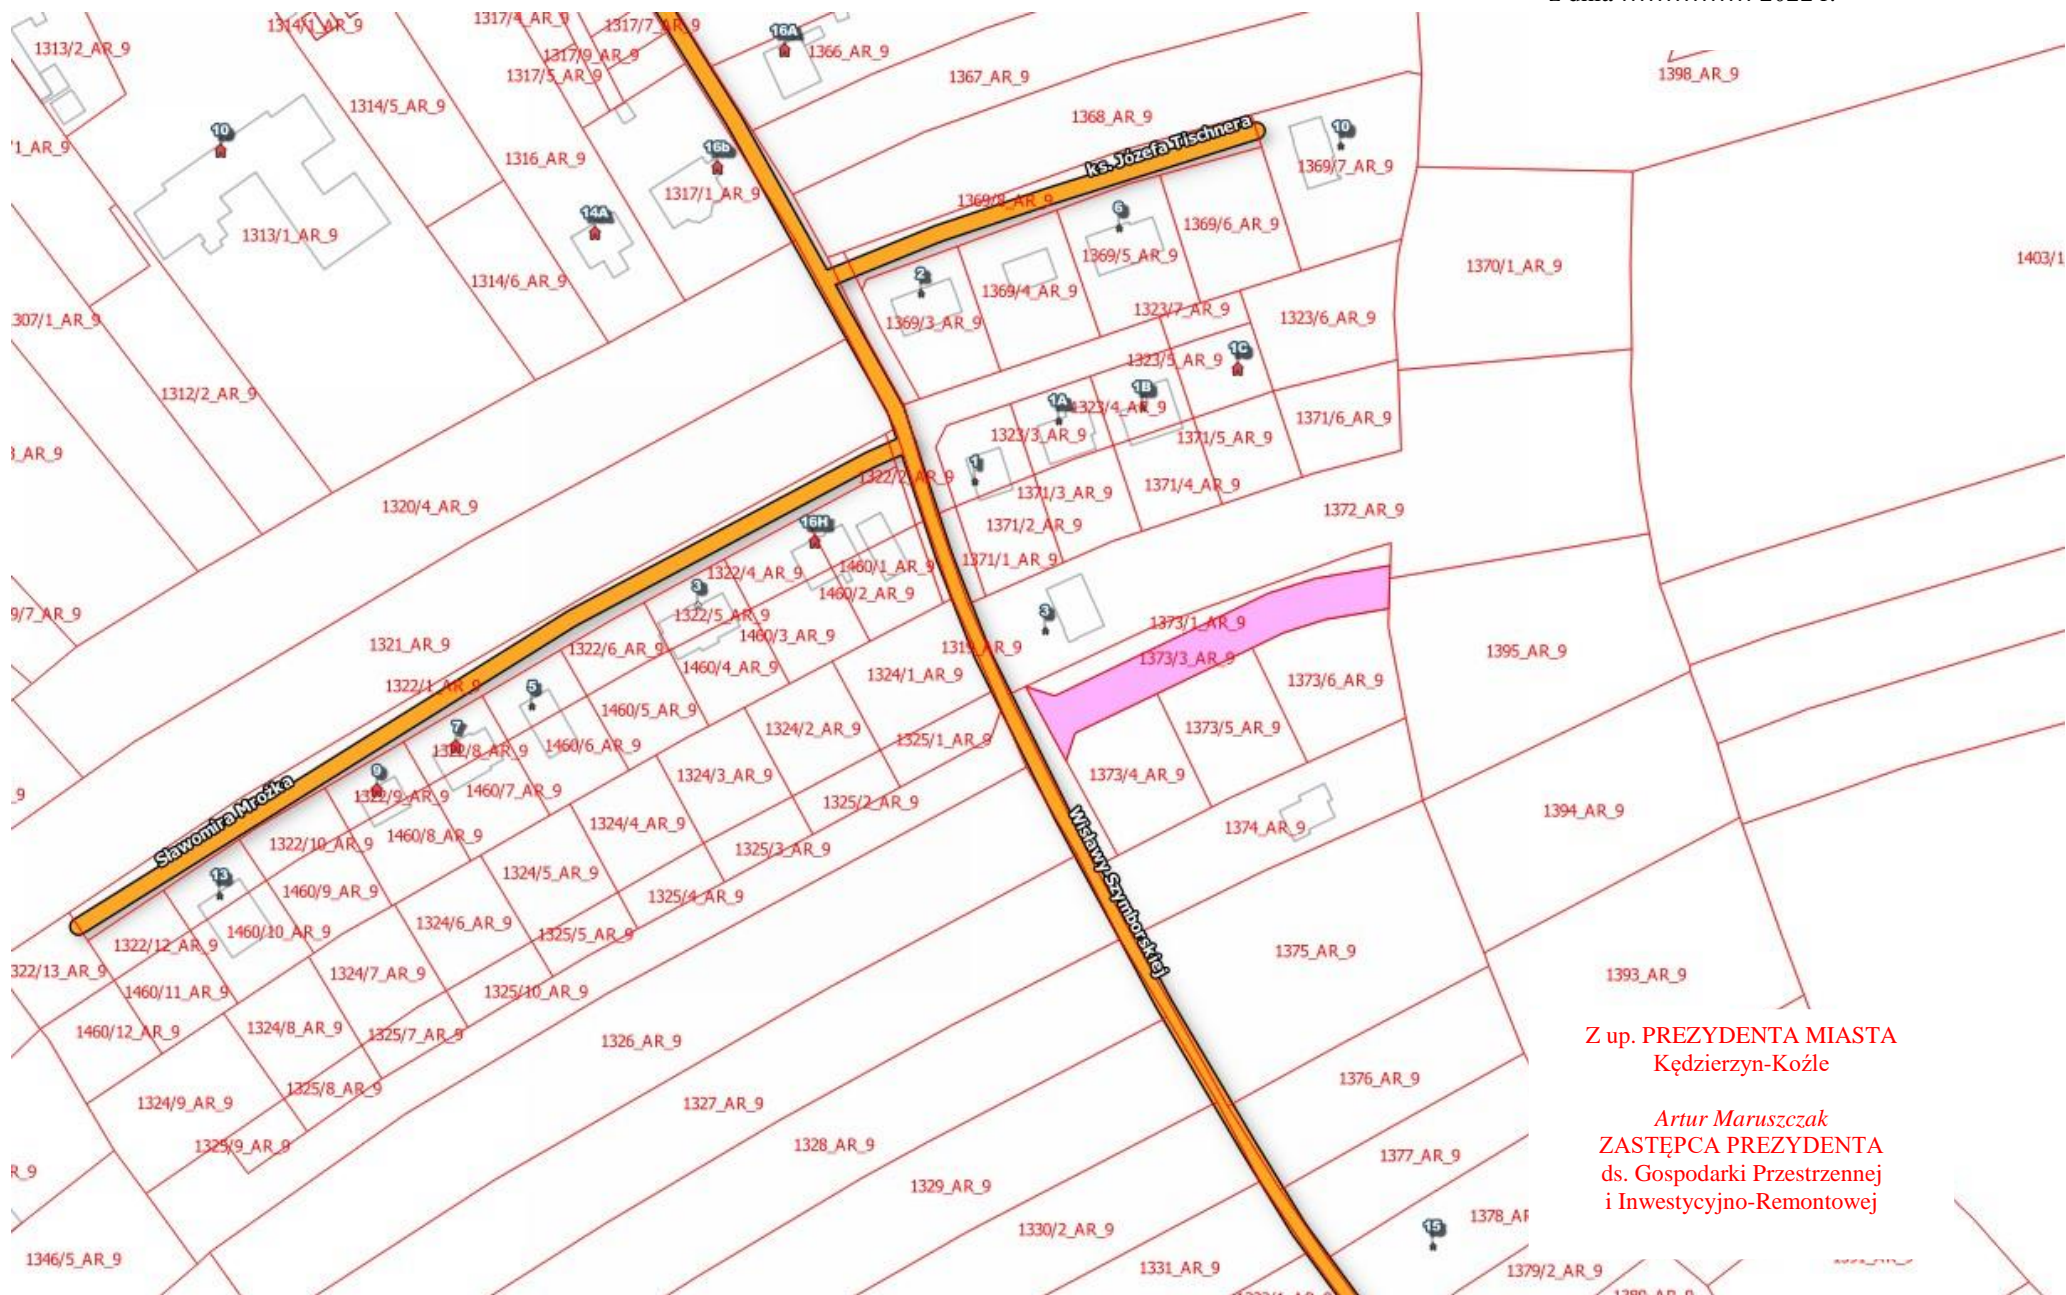 1314/1_AR_9
1317/4_AR_9
1317/7_AR_9
16A
1366_AR_9
1313/2_AR_9
1317/9_AR_9
1317/5_AR_9
1367_AR_9
1398_AR_9
1314/5_AR_9
1368_AR_9
10
ks. Józefa Tischnera
10
1_AR_9
1316_AR_9
16b
1317/1_AR_9
1369/7_AR_9
1369/8_AR_9
14A
6
1369/6_AR_9
1313/1_AR_9
1369/5_AR_9
1370/1_AR_9
1403/1
1314/6_AR_9
2
1369/4_AR_9
307/1_AR_9
1369/3_AR_9
1323/7_AR_9
1323/6_AR_9
1C
1323/5_AR_9
1312/2_AR_9
1B
1A
1323/4_AR_9
1371/6_AR_9
1323/3_AR_9
1371/5_AR_9
_AR_9
1
1322/2_AR_9
1371/3_AR_9
1371/4_AR_9
1320/4_AR_9
1372_AR_9
16H
1371/2_AR_9
1371/1_AR_9
1460/1_AR_9
1322/4_AR_9
3
1460/2_AR_9
9/7_AR_9
1322/5_AR_9
3
1373/1_AR_9
1460/3_AR_9
1321_AR_9
1322/6_AR_9
1319_AR_9
1373/3_AR_9
1395_AR_9
1460/4_AR_9
1324/1_AR_9
1373/6_AR_9
1322/1_AR_9
5
1460/5_AR_9
7
1324/2_AR_9
1373/5_AR_9
1322/8_AR_9
1460/6_AR_9
1325/1_AR_9
9
1324/3_AR_9
1373/4_AR_9
_9
1322/9_AR_9
1460/7_AR_9
1325/2_AR_9
1394_AR_9
Sławomira Mrożka
1324/4_AR_9
1374_AR_9
1460/8_AR_9
1322/10_AR_9
1325/3_AR_9
Wisławy Szymborskiej
13
1324/5_AR_9
1460/9_AR_9
1325/4_AR_9
1324/6_AR_9
1460/10_AR_9
1325/5_AR_9
1322/12_AR_9
1375_AR_9
322/13_AR_9
1324/7_AR_9
1393_AR_9
1460/11_AR_9
1325/10_AR_9
1460/12_AR_9
1324/8_AR_9
1325/7_AR_9
1326_AR_9
Z up. PREZYDENTA MIASTA
Kędzierzyn-Koźle
1376_AR_9
1325/8_AR_9
1324/9_AR_9
1327_AR_9
Artur Maruszczak
1325/9_AR_9
1328_AR_9
ZASTĘPCA PREZYDENTA
1377_AR_9
R_9
ds. Gospodarki Przestrzennej
1329_AR_9
i Inwestycyjno-Remontowej
1378_AR
15
1330/2_AR_9
1346/5_AR_9
1331_AR_9
1379/2_AR_9